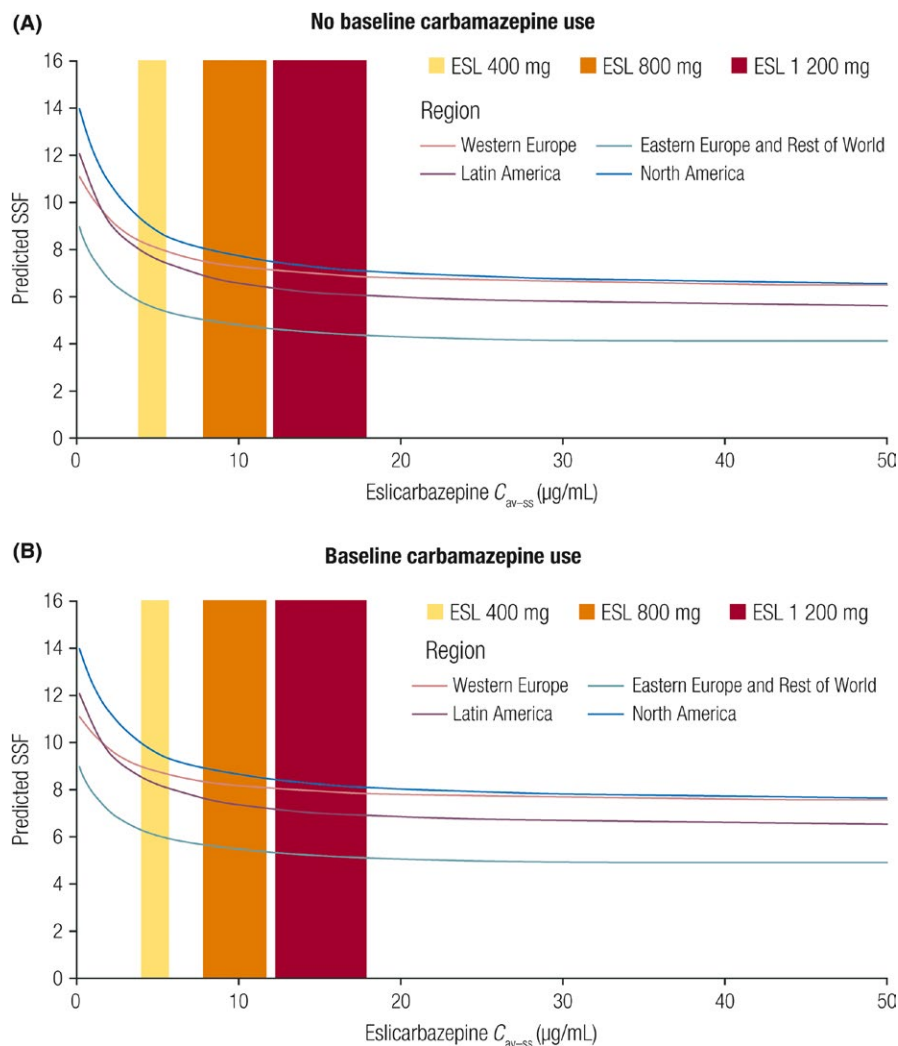 (A)
No baseline carbamazepine use
ESL 400 mg ESL 800 mg ESL 1 200 mg
Region
Western Europe Eastern Europe and Rest of World
Latin America North America
Predicted SSF
16
14
12
10
8
6
4
2
0
0 10 20 30 40 50
Eslicarbazepine Cav–ss (µg/mL)
(B)
Baseline carbamazepine use
ESL 400 mg ESL 800 mg ESL 1 200 mg
Region
Western Europe Eastern Europe and Rest of World
Latin America North America
Predicted SSF
16
14
12
10
8
6
4
2
0
0 10 20 30 40 50
Eslicarbazepine Cav–ss (µg/mL)